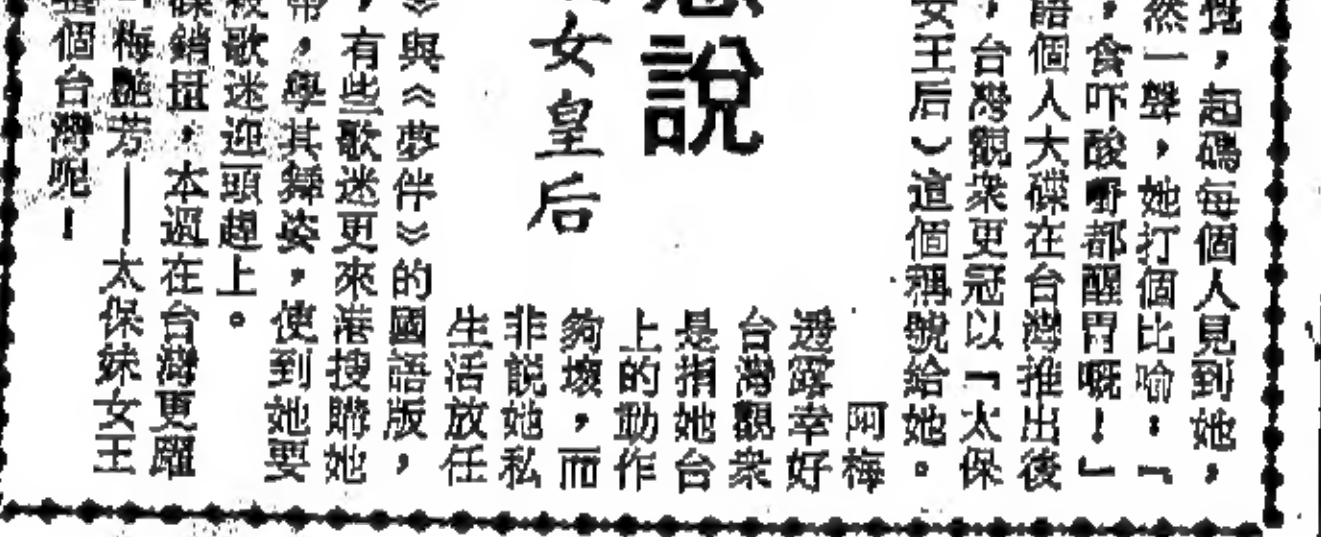 覺，起碼每個人見到她，
然一聲，她打個比喻：「
，食吓酸嘢都醒胃嘅！」
語個人大碟在台灣推出後
，台灣觀衆更冠以「太保
女王后）這個稱號給她。
說
女皇后
阿梅
透露幸好
台灣觀衆
是指她台
上的動作
夠壞，而
非説她私
生活放任
》與《夢伴》的國語版，
，有些歌迷更來港搜購她
帶，學其舞姿，使到她要
歌迷迎頭趕上。
銷量，本週在台灣更躍
梅艷芳——太保妹女王
個台灣呢！